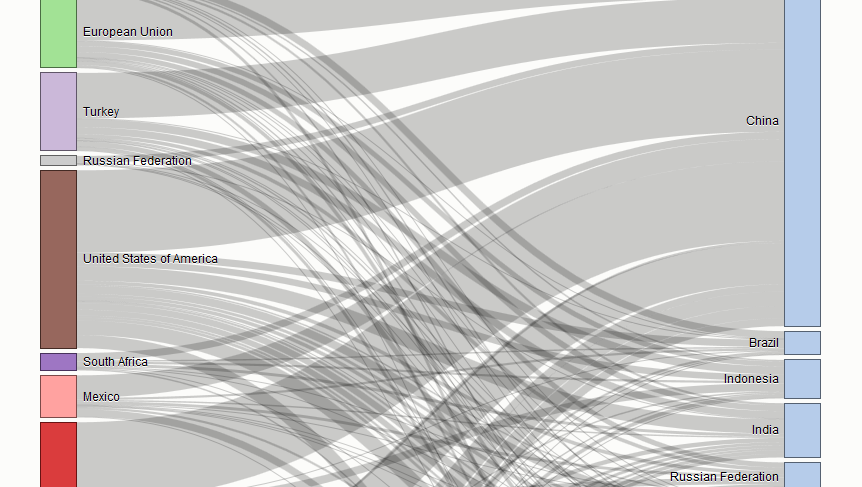 European Union
Turkey
Russian Federation
United States of America
South Africa
Mexico
China
Brazil
Indonesia
India
Russian Federation